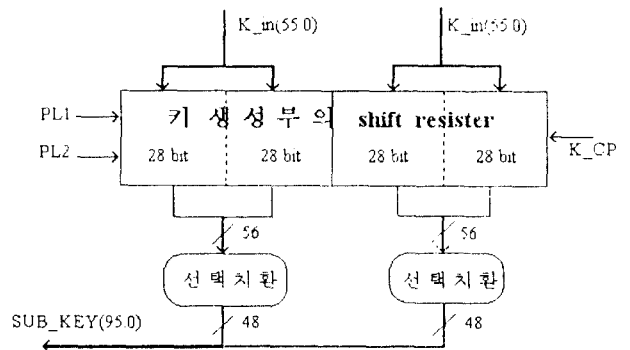 K_in(55:0) K_in(55:0)
PL1 키 생성부의 shift resister
PL2 28 bit 28 bit 28 bit 28 bit K_CP
56 56
선택치환 선택치환
SUB_KEY(95:0) 48 48